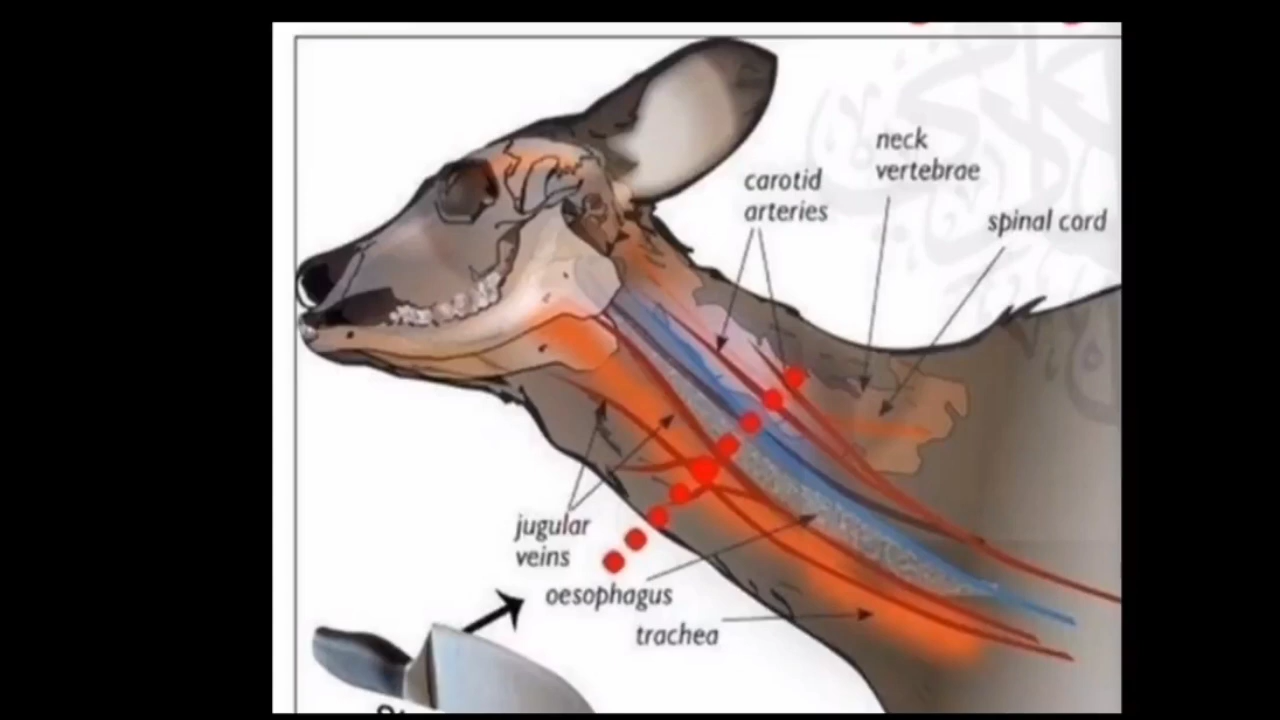 neck
vertebrae
carotid
arteries
spinal cord
jugular
veins
oesophagus
trachea